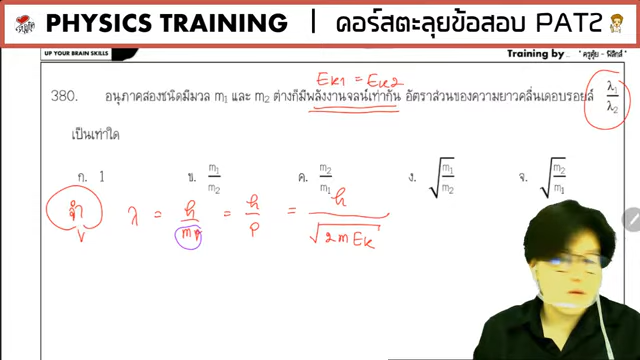 PHYSICS TRAINING | คอร์สตะลุยข้อสอบ PAT2
UP YOUR BRAIN SKILLS
Training by...
E_k1 = E_k2
380. อนุภาคสองชนิดมีมวล m₁ และ m₂ ต่างก็มีพลังงานจลน์เท่ากัน อัตราส่วนของความยาวคลื่นเดอบรอยล์ λ₁/λ₂
เป็นเท่าใด
ก. 1 ข. m₁/m₂ ค. m₂/m₁ ง. √(m₁/m₂) จ. √(m₂/m₁)
จำ λ = h/mv = h/p = h/√(2mE_k)